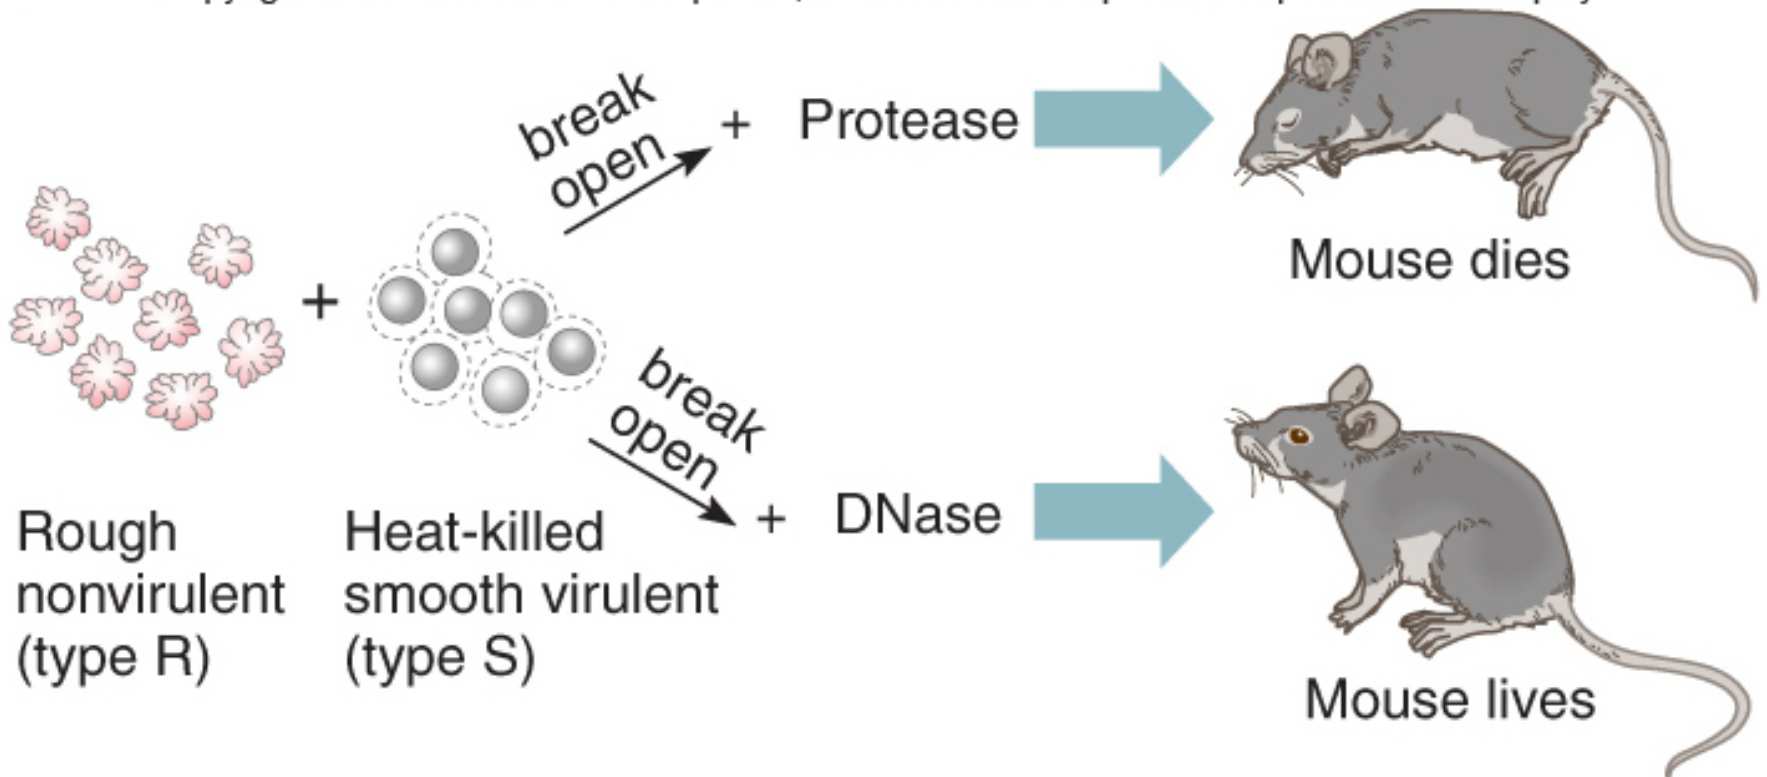 break
open
+ Protease
Mouse dies
+
break
open
+ DNase
Rough
nonvirulent
(type R)
Heat-killed
smooth virulent
(type S)
Mouse lives